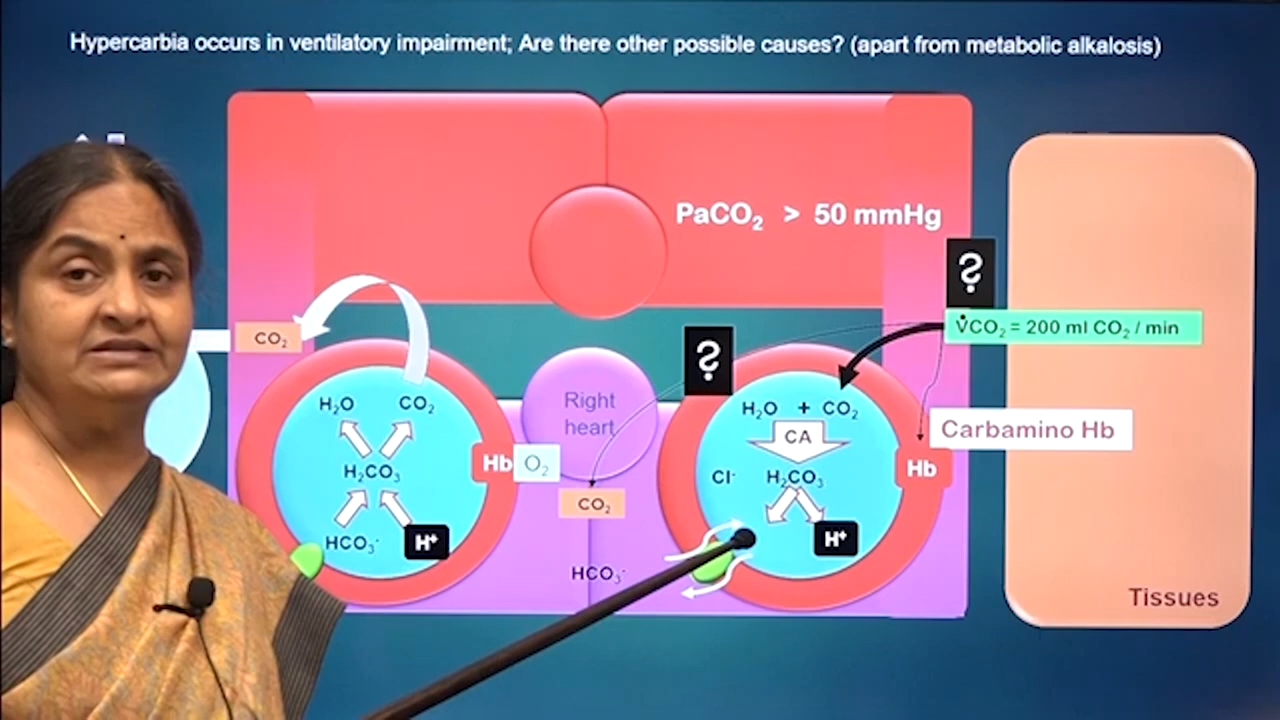 Hypercarbia occurs in ventilatory impairment; Are there other possible causes? (apart from metabolic alkalosis)
PaCO₂ > 50 mmHg
?
V̇CO₂ = 200 ml CO₂ / min
CO₂
?
Right
heart
H₂O CO₂
H₂O + CO₂
CA
Carbamino Hb
H₂CO₃
Hb O₂
Cl⁻ H₂CO₃
Hb
CO₂
HCO₃⁻ H⁺
H⁺
HCO₃⁻
Tissues